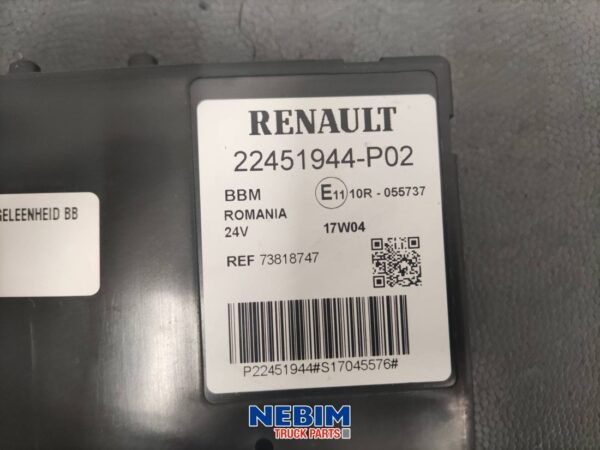 RENAULT
22451944-P02
BBM E11 10R - 055737
ROMANIA
24V 17W04
REF 73818747
P22451944#S17045576#
GELEENHEID BB
NEBIM
TRUCK PARTS